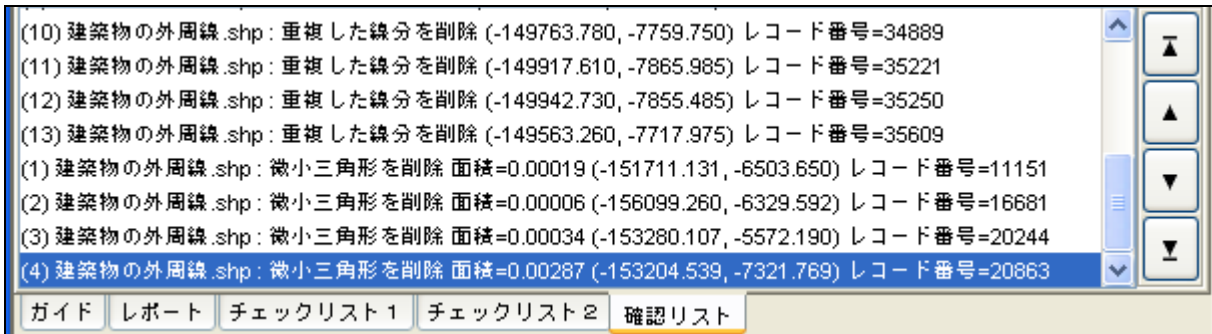 (10) 建築物の外周線.shp : 重複した線分を削除 (-149763.780, -7759.750) レコード番号=34889
(11) 建築物の外周線.shp : 重複した線分を削除 (-149917.610, -7865.985) レコード番号=35221
(12) 建築物の外周線.shp : 重複した線分を削除 (-149942.730, -7855.485) レコード番号=35250
(13) 建築物の外周線.shp : 重複した線分を削除 (-149563.260, -7717.975) レコード番号=35609
(1) 建築物の外周線.shp : 微小三角形を削除 面積=0.00019 (-151711.131, -6503.650) レコード番号=11151
(2) 建築物の外周線.shp : 微小三角形を削除 面積=0.00006 (-156099.260, -6329.592) レコード番号=16681
(3) 建築物の外周線.shp : 微小三角形を削除 面積=0.00034 (-153280.107, -5572.190) レコード番号=20244
(4) 建築物の外周線.shp : 微小三角形を削除 面積=0.00287 (-153204.539, -7321.769) レコード番号=20863
ガイド レポート チェックリスト1 チェックリスト2 確認リスト